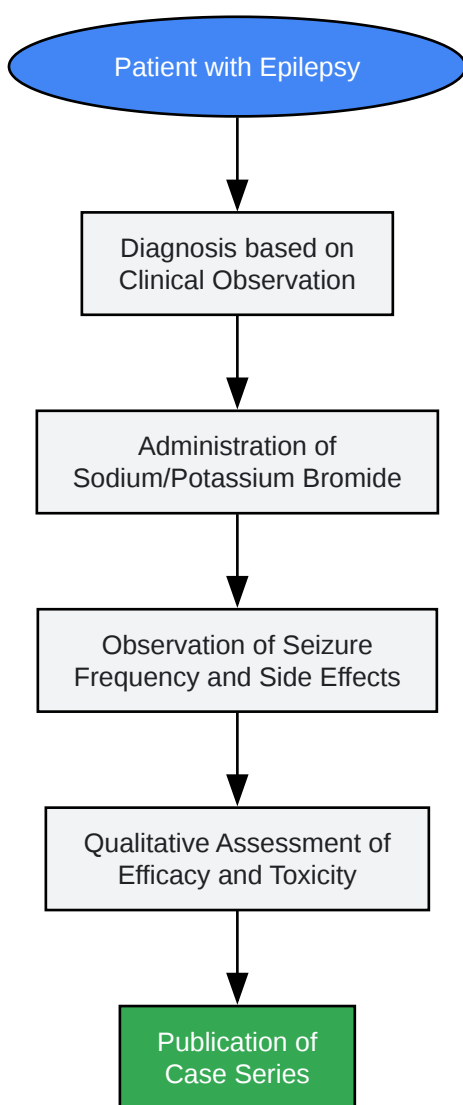 Patient with Epilepsy
Diagnosis based on
Clinical Observation
Administration of
Sodium/Potassium Bromide
Observation of Seizure
Frequency and Side Effects
Qualitative Assessment of
Efficacy and Toxicity
Publication of
Case Series